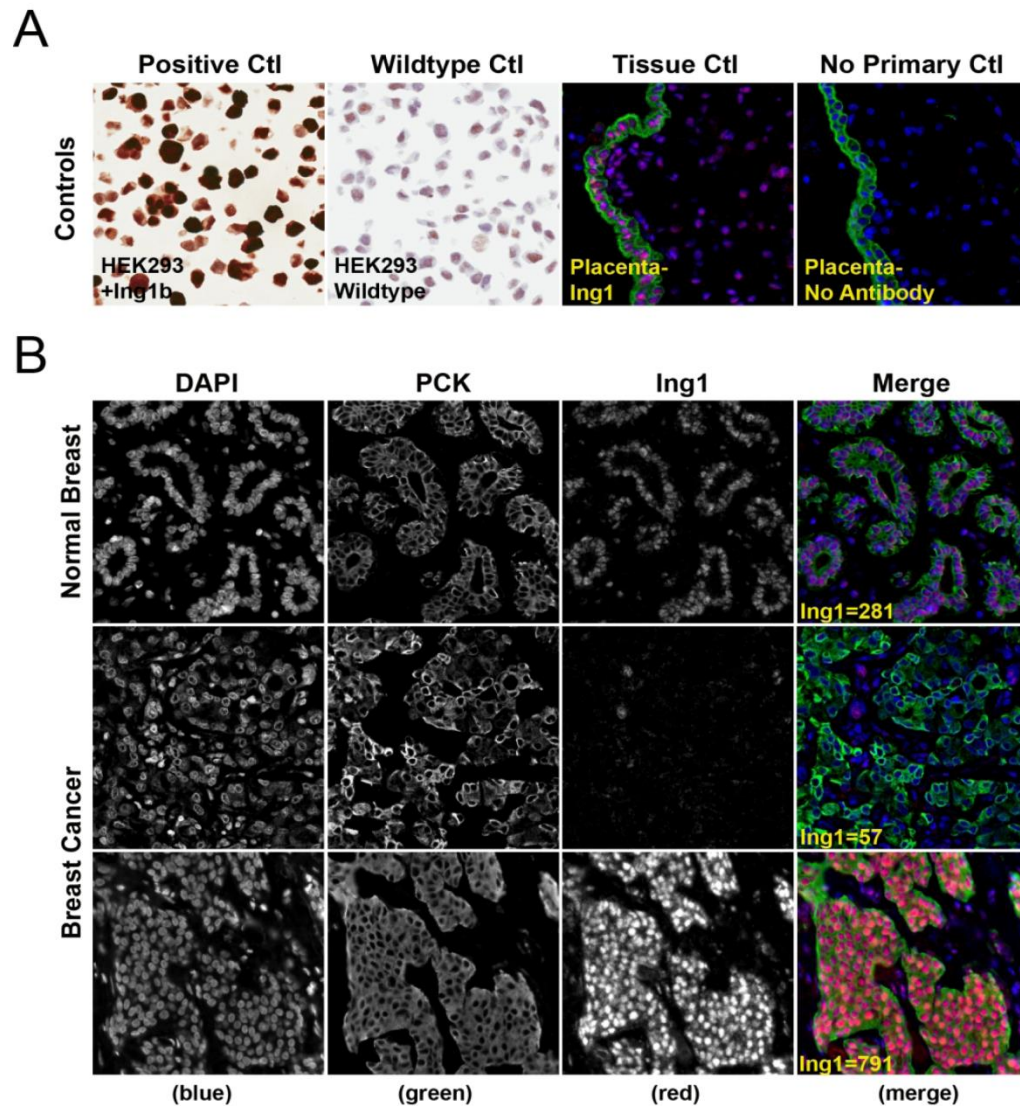 A
Positive Ctl
Wildtype Ctl
Tissue Ctl
No Primary Ctl
Controls
HEK293
+Ing1b
HEK293
Wildtype
Placenta-
Ing1
Placenta-
No Antibody
B
DAPI
PCK
Ing1
Merge
Normal Breast
Ing1=281
Breast Cancer
Ing1=57
Ing1=791
(blue)
(green)
(red)
(merge)